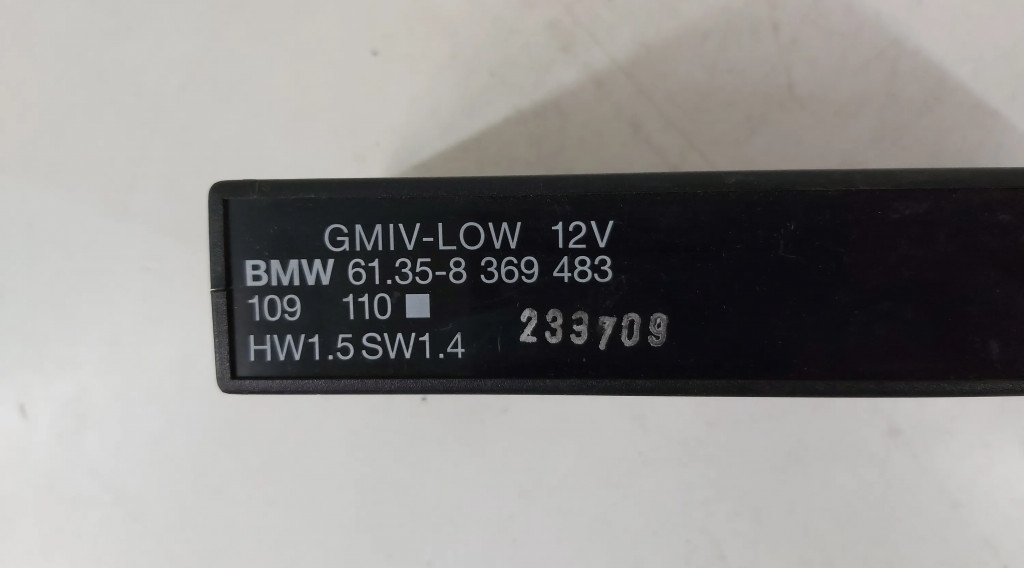 GMIV-LOW 12V
BMW 61.35-8 369 483
109 110
HW1.5 SW1.4
233709